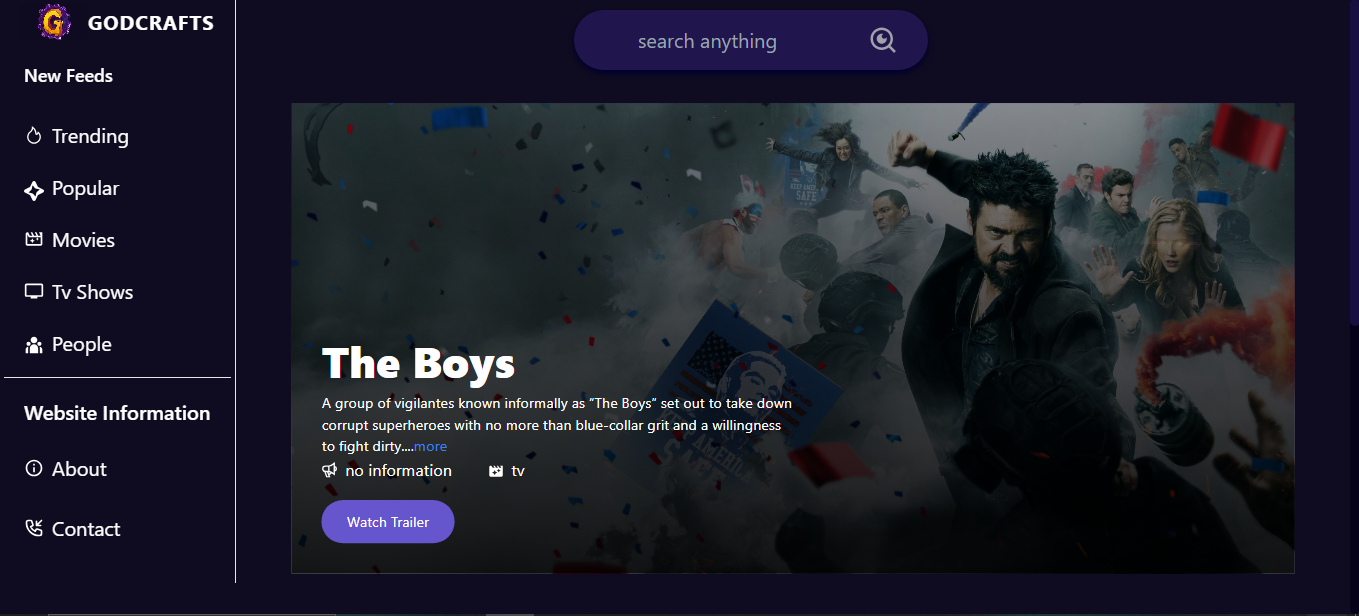 GODCRAFTS
New Feeds
Trending
Popular
Movies
Tv Shows
People
Website Information
About
Contact
search anything
The Boys
A group of vigilantes known informally as “The Boys” set out to take down
corrupt superheroes with no more than blue-collar grit and a willingness
to fight dirty....more
no information
tv
Watch Trailer